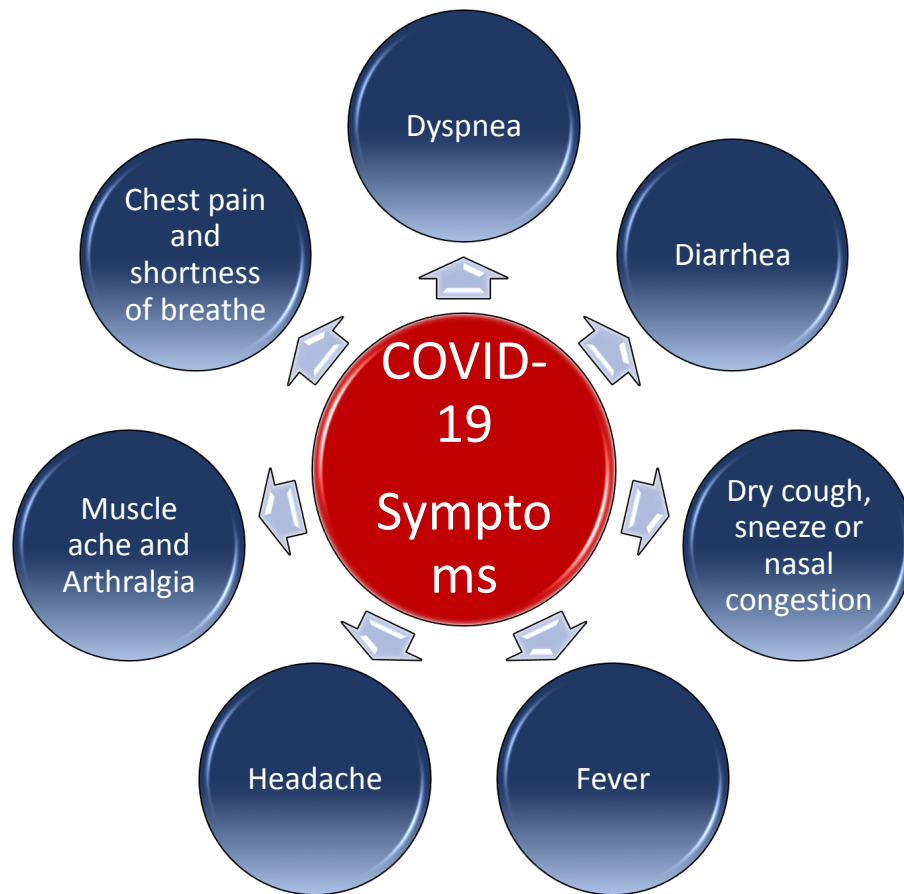 Dyspnea
Diarrhea
Dry cough,
sneeze or
nasal
congestion
Fever
Headache
Muscle
ache and
Arthralgia
Chest pain
and
shortness
of breathe
COVID-
19
Sympto
ms